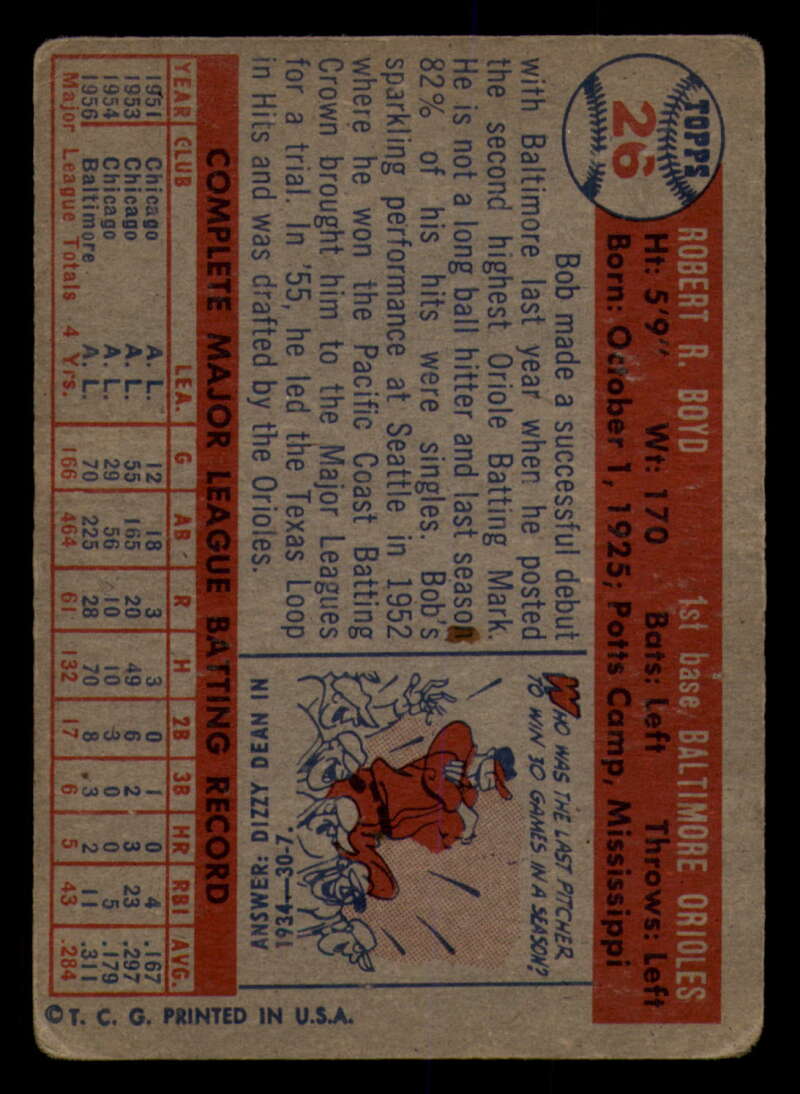 TOPPS
26
ROBERT R. BOYD 1st base, BALTIMORE ORIOLES
Ht: 5'9" Wt: 170 Bats: Left Throws: Left
Born: October 1, 1925; Potts Camp, Mississippi
Bob made a successful debut
with Baltimore last year when he posted
the second highest Oriole Batting Mark.
He is not a long ball hitter and last season
82% of his hits were singles. Bob's
sparkling performance at Seattle in 1952
where he won the Pacific Coast Batting
Crown brought him to the Major Leagues
for a trial. In '55, he led the Texas Loop
in Hits and was drafted by the Orioles.
WHO WAS THE LAST PITCHER
TO WIN 30 GAMES IN A SEASON?
ANSWER: DIZZY DEAN IN
1934—30-7.
COMPLETE MAJOR LEAGUE BATTING RECORD
YEAR CLUB LEA. G AB R H 2B 3B HR RBI AVG.
1951 Chicago A. L. 12 18 3 3 0 1 0 4 .167
1953 Chicago A. L. 55 165 20 49 6 2 3 23 .297
1954 Chicago A. L. 29 56 10 10 3 0 0 5 .179
1956 Baltimore A. L. 70 225 28 70 8 3 2 11 .311
Major League Totals 4 Yrs. 166 464 61 132 17 6 5 43 .284
© T. C. G. PRINTED IN U.S.A.